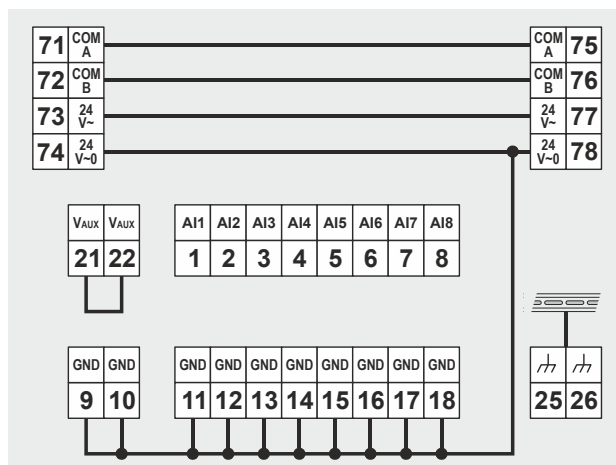 71 COM A COM A 75
72 COM B COM B 76
73 24 V~ 24 V~ 77
74 24 V~0 24 V~0 78
VAUX VAUX AI1 AI2 AI3 AI4 AI5 AI6 AI7 AI8
21 22 1 2 3 4 5 6 7 8
GND GND GND GND GND GND GND GND GND GND
9 10 11 12 13 14 15 16 17 18 25 26